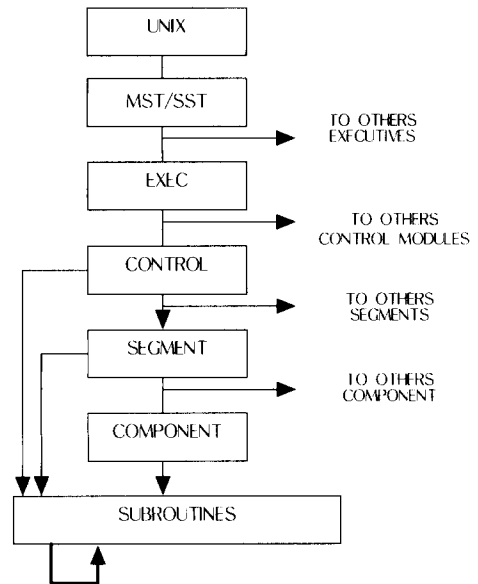 UNIX
MST/SST
TO OTHERS
EXECUTIVES
EXEC
TO OTHERS
CONTROL MODULES
CONTROL
TO OTHERS
SEGMENTS
SEGMENT
TO OTHERS
COMPONENT
COMPONENT
SUBROUTINES